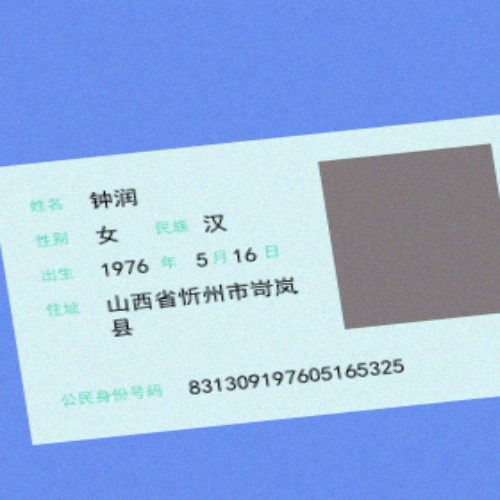 姓名 钟润
性别 女 民族 汉
出生 1976 年 5 月 16 日
住址 山西省忻州市岢岚
县
公民身份号码 831309197605165325